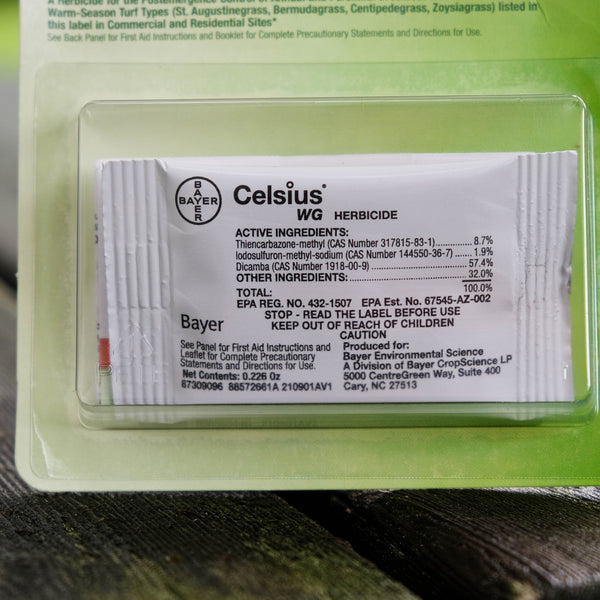 A Herbicide for the Postemergence Control of
Warm-Season Turf Types (St. Augustinegrass, Bermudagrass, Centipedegrass, Zoysiagrass) listed in
this label in Commercial and Residential Sites*
See Back Panel for First Aid Instructions and Booklet for Complete Precautionary Statements and Directions for Use.
BAYER
BAYER
Celsius®
WG HERBICIDE
ACTIVE INGREDIENTS:
Thiencarbazone-methyl (CAS Number 317815-83-1)............. 8.7%
Iodosulfuron-methyl-sodium (CAS Number 144550-36-7)...... 1.9%
Dicamba (CAS Number 1918-00-9)........................................ 57.4%
OTHER INGREDIENTS:........................................................ 32.0%
TOTAL: 100.0%
EPA REG. NO. 432-1507 EPA Est. No. 67545-AZ-002
STOP - READ THE LABEL BEFORE USE
KEEP OUT OF REACH OF CHILDREN
CAUTION
Bayer
See Panel for First Aid Instructions and
Leaflet for Complete Precautionary
Statements and Directions for Use.
Net Contents: 0.226 Oz
87309096 88572661A 210901AV1
Produced for:
Bayer Environmental Science
A Division of Bayer CropScience LP
5000 CentreGreen Way, Suite 400
Cary, NC 27513